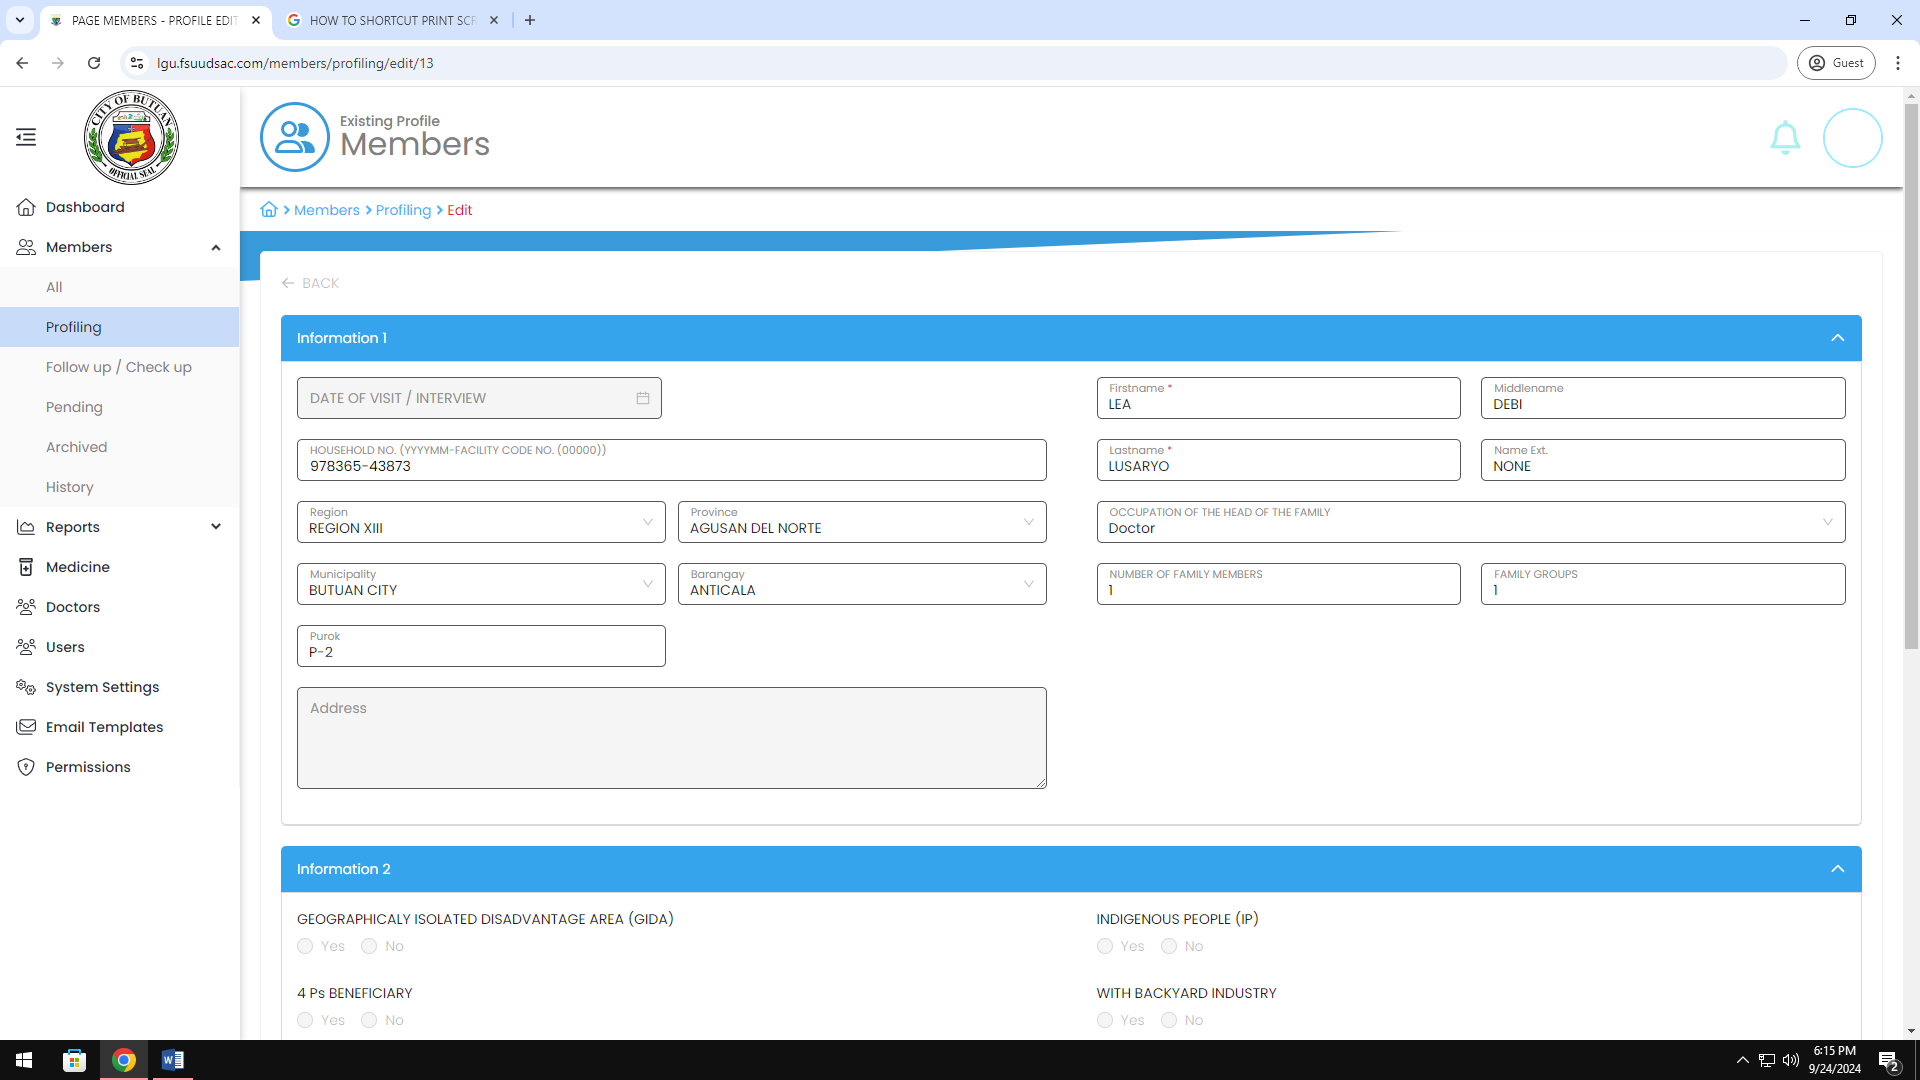 PAGE MEMBERS - PROFILE EDIT
HOW TO SHORTCUT PRINT SCR
lgu.fsuudsac.com/members/profiling/edit/13
Guest
CITY OF BUTUAN
OFFICIAL SEAL
Existing Profile
Members
Dashboard
Members
All
Profiling
Follow up / Check up
Pending
Archived
History
Reports
Medicine
Doctors
Users
System Settings
Email Templates
Permissions
Members Profiling Edit
BACK
Information 1
DATE OF VISIT / INTERVIEW
HOUSEHOLD NO. (YYYYMM-FACILITY CODE NO. (00000))
978365-43873
Region
REGION XIII
Province
AGUSAN DEL NORTE
Municipality
BUTUAN CITY
Barangay
ANTICALA
Purok
P-2
Address
Firstname *
LEA
Middlename
DEBI
Lastname *
LUSARYO
Name Ext.
NONE
OCCUPATION OF THE HEAD OF THE FAMILY
Doctor
NUMBER OF FAMILY MEMBERS
1
FAMILY GROUPS
1
Information 2
GEOGRAPHICALY ISOLATED DISADVANTAGE AREA (GIDA)
Yes No
INDIGENOUS PEOPLE (IP)
Yes No
4 Ps BENEFICIARY
Yes No
WITH BACKYARD INDUSTRY
Yes No
6:15 PM
9/24/2024
2